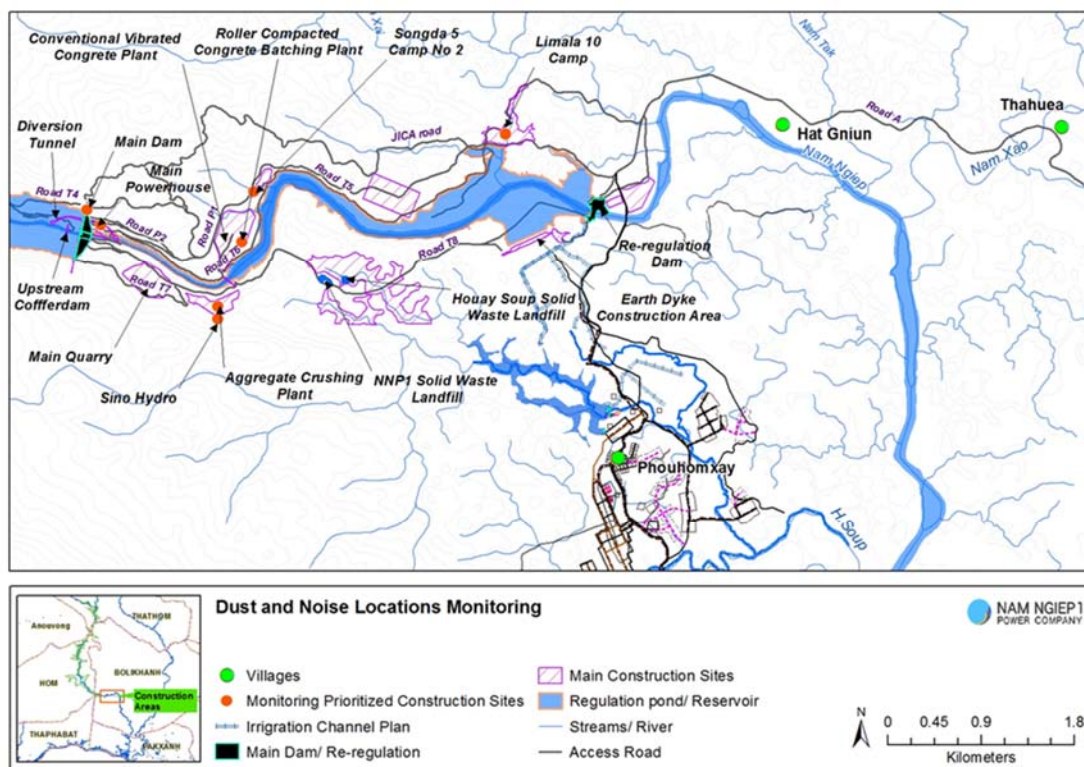 Conventional Vibrated
Concrete Plant
Roller Compacted
Concrete Batching Plant
Songda 5
Camp No 2
Limala 10
Camp
Nam Tak
Thahuea
Diversion
Tunnel
Main Dam
Main
Powerhouse
JICA road
Road A
Hat Gniun
Nam Ngiep
Nam Xao
Road T4
Road P2
Road P1
Road T5
Road T6
Road T7
Road T8
Re-regulation
Dam
Upstream
Coffferdam
Houay Soup Solid
Waste Landfill
Earth Dyke
Construction Area
Main Quarry
Sino Hydro
Aggregate Crushing
Plant
NNP1 Solid Waste
Landfill
Phouhomxay
H.Soup
Dust and Noise Locations Monitoring
NAM NGIEP1
POWER COMPANY
Villages
Monitoring Prioritized Construction Sites
Irrigration Channel Plan
Main Dam/ Re-regulation
Main Construction Sites
Regulation pond/ Reservoir
Streams/ River
Access Road
N
0 0.45 0.9 1.8
Kilometers
THATHOM
HOM
BOLIKHANH
Construction
Areas
THAPHABAT
PAKXANH